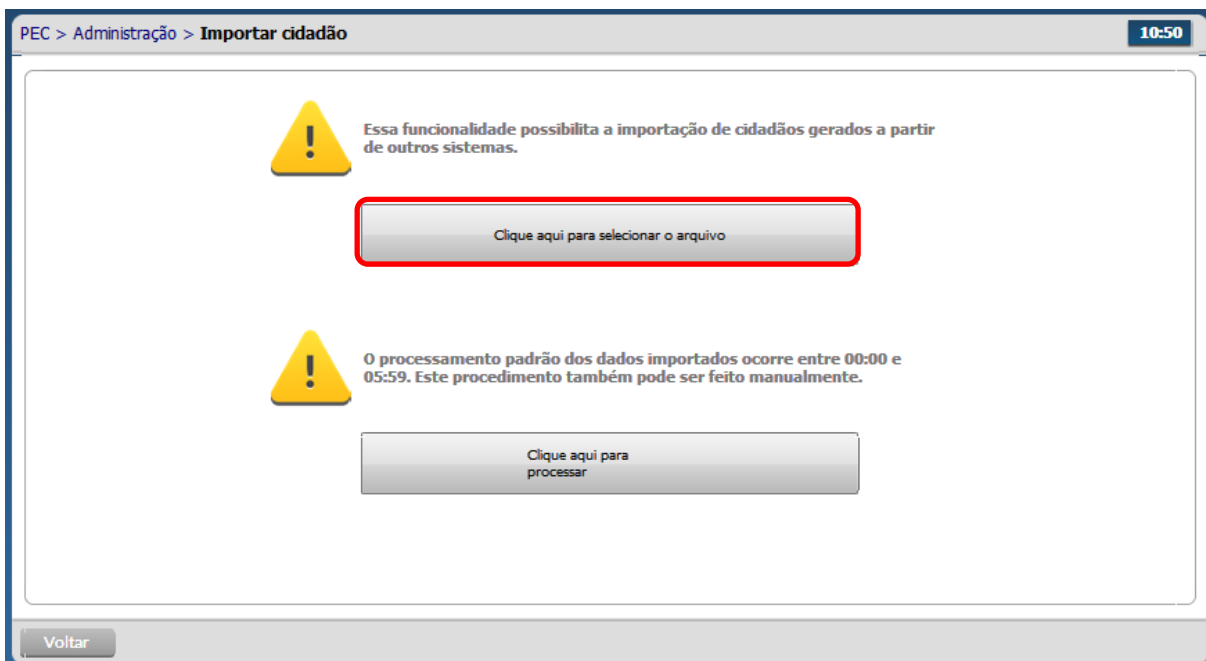 PEC > Administração > Importar cidadão
10:50
Essa funcionalidade possibilita a importação de cidadãos gerados a partir
de outros sistemas.
Clique aqui para selecionar o arquivo
O processamento padrão dos dados importados ocorre entre 00:00 e
05:59. Este procedimento também pode ser feito manualmente.
Clique aqui para
processar
Voltar